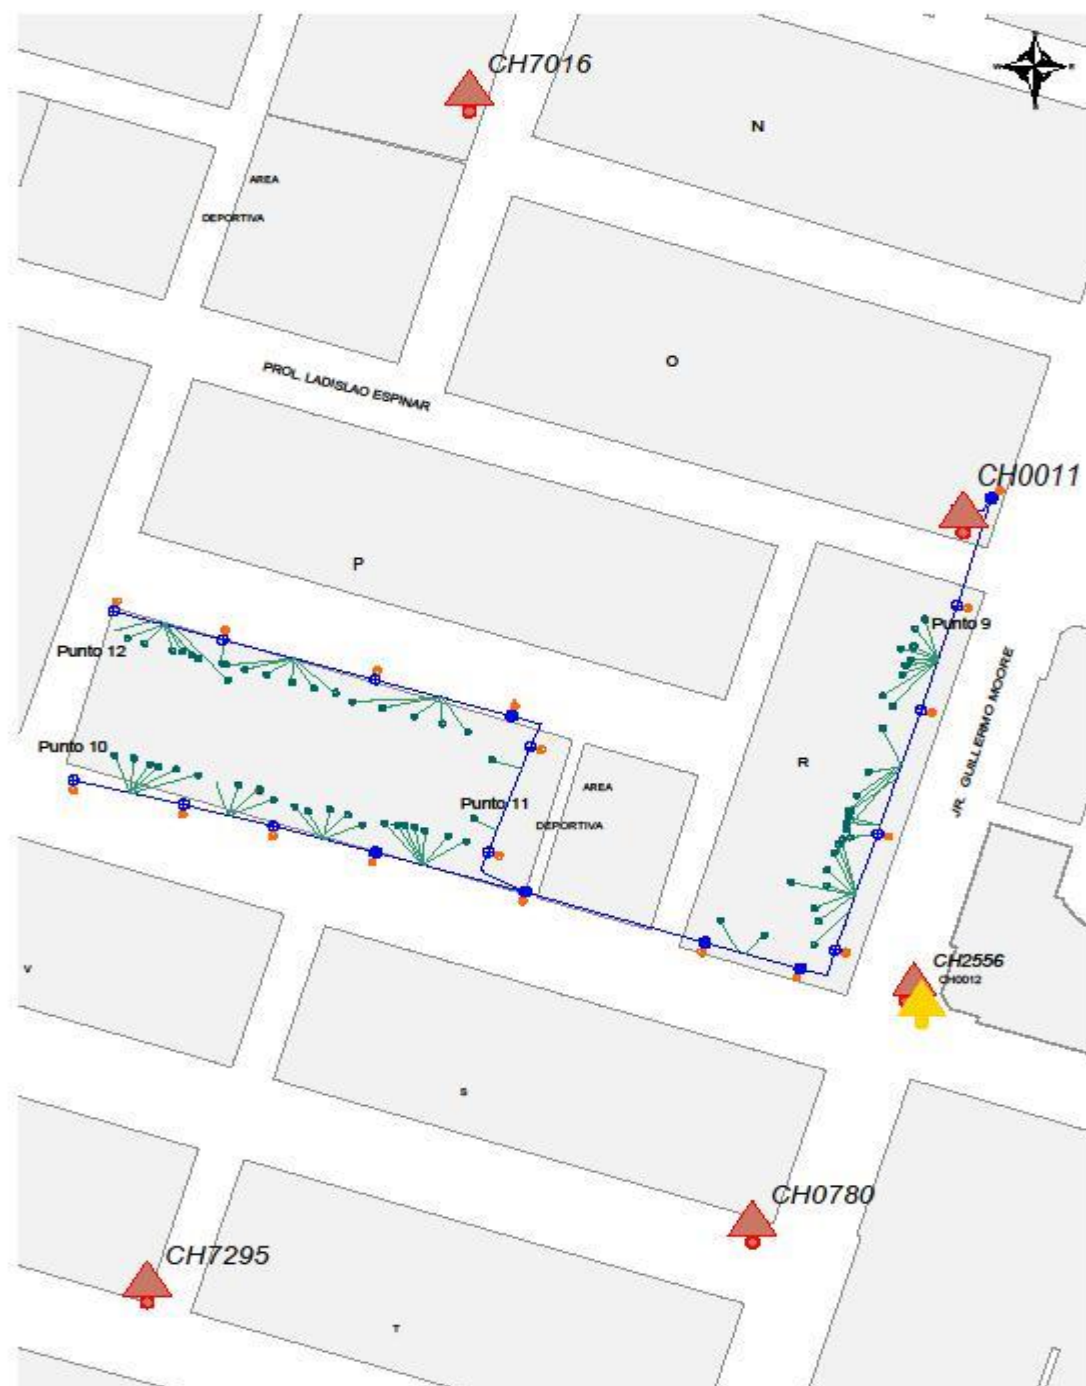 CH7016
W
E
N
AREA
DEPORTIVA
O
PROL. LADISLAO ESPINAR
CH0011
P
Punto 9
Punto 12
JR. GUILLERMO MOORE
Punto 10
R
AREA
Punto 11
DEPORTIVA
CH2556
CH0012
V
S
CH0780
CH7295
T